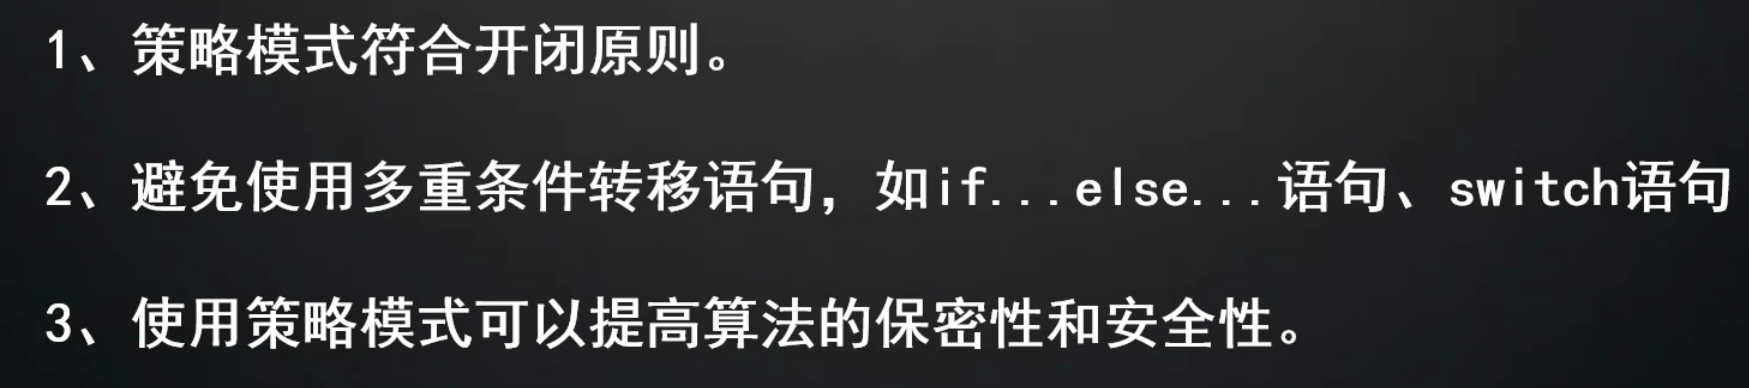 1、策略模式符合开闭原则。
2、避免使用多重条件转移语句，如if...else...语句、switch语句
3、使用策略模式可以提高算法的保密性和安全性。